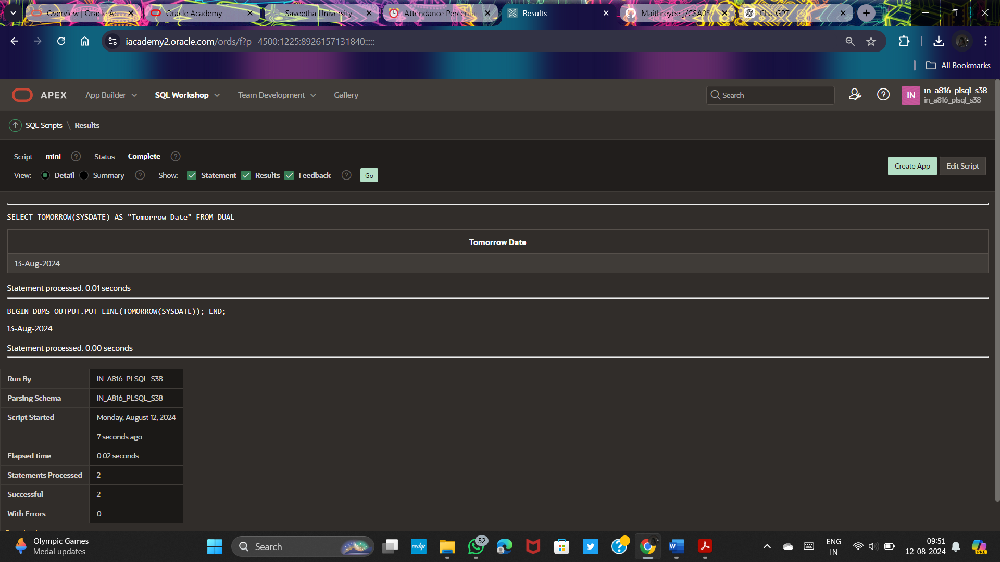 Overview | Oracle Ac
Oracle Academy
Saveetha University
Attendance Percenta
Results
Maithreyee-j/CSA05
ChatGPT
iacademy2.oracle.com/ords/f?p=4500:1225:8926157131840:::::
All Bookmarks
APEX App Builder SQL Workshop Team Development Gallery Search IN in_a816_plsql_s38
in_a816_plsql_s38
SQL Scripts \ Results
Script: mini ? Status: Complete ?
View: Detail Summary ? Show: Statement Results Feedback ? Go
Create App Edit Script
SELECT TOMORROW(SYSDATE) AS "Tomorrow Date" FROM DUAL
Tomorrow Date
13-Aug-2024
Statement processed. 0.01 seconds
BEGIN DBMS_OUTPUT.PUT_LINE(TOMORROW(SYSDATE)); END;
13-Aug-2024
Statement processed. 0.00 seconds
Run By IN_A816_PLSQL_S38
Parsing Schema IN_A816_PLSQL_S38
Script Started Monday, August 12, 2024
7 seconds ago
Elapsed time 0.02 seconds
Statements Processed 2
Successful 2
With Errors 0
Olympic Games
Medal updates
Search
myhp
52
ENG
IN
09:51
12-08-2024
PRE